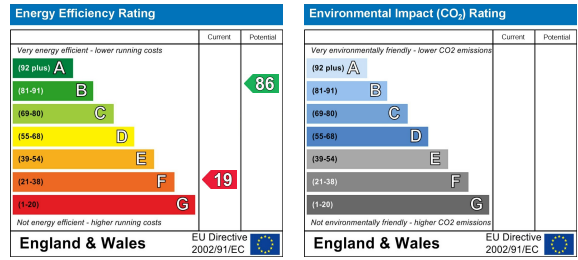 Energy Efficiency Rating
Current Potential
Very energy efficient - lower running costs
(92 plus) A
(81-91) B
(69-80) C
(55-68) D
(39-54) E
(21-38) F
(1-20) G
86
19
Not energy efficient - higher running costs
England & Wales
EU Directive
2002/91/EC
Environmental Impact (CO2) Rating
Current Potential
Very environmentally friendly - lower CO2 emissions
(92 plus) A
(81-91) B
(69-80) C
(55-68) D
(39-54) E
(21-38) F
(1-20) G
Not environmentally friendly - higher CO2 emissions
England & Wales
EU Directive
2002/91/EC